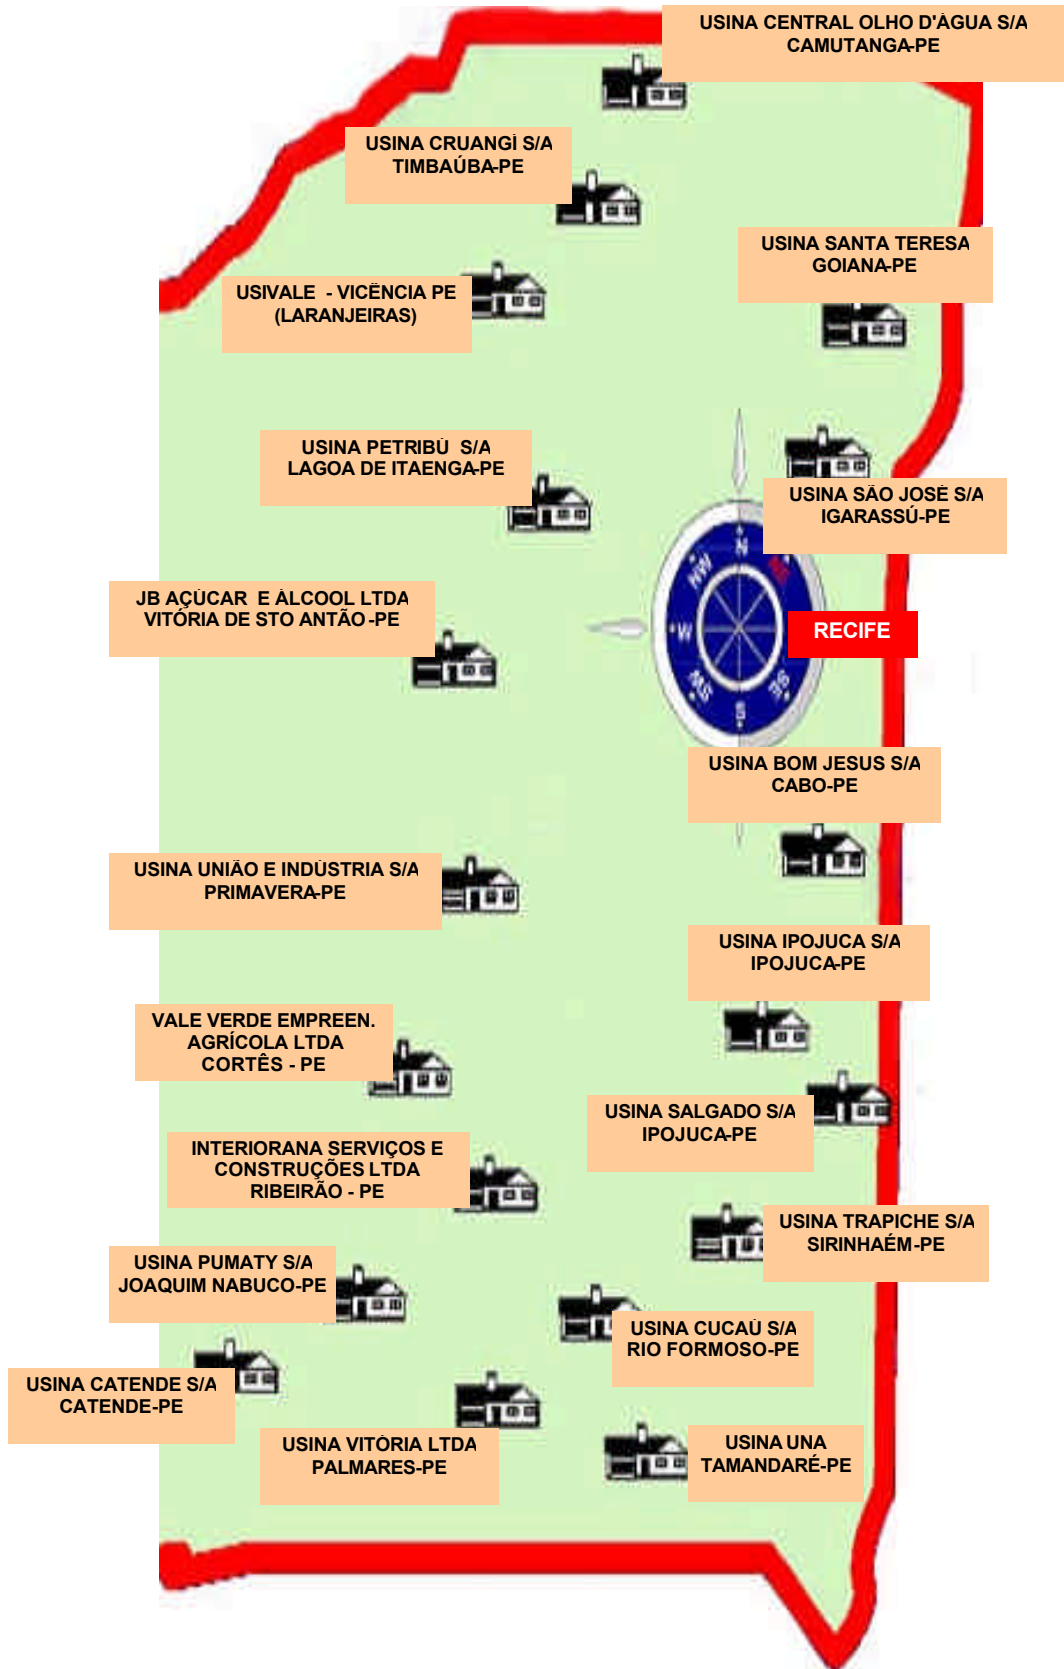 USINA CENTRAL OLHO D'ÁGUA S/A
CAMUTANGA-PE
USINA CRUANGÍ S/A
TIMBAÚBA-PE
USINA SANTA TERESA
GOIANA-PE
USIVALE - VICÊNCIA PE
(LARANJEIRAS)
USINA PETRIBÚ S/A
LAGOA DE ITAENGA-PE
USINA SÃO JOSÉ S/A
IGARASSÚ-PE
N
NE
NW
W
SW
S
SE
JB AÇÚCAR E ÁLCOOL LTDA
VITÓRIA DE STO ANTÃO-PE
RECIFE
USINA BOM JESUS S/A
CABO-PE
USINA UNIÃO E INDÚSTRIA S/A
PRIMAVERA-PE
USINA IPOJUCA S/A
IPOJUCA-PE
VALE VERDE EMPREEN.
AGRÍCOLA LTDA
CORTÊS - PE
USINA SALGADO S/A
IPOJUCA-PE
INTERIORANA SERVIÇOS E
CONSTRUÇÕES LTDA
RIBEIRÃO - PE
USINA TRAPICHE S/A
SIRINHAÉM-PE
USINA PUMATY S/A
JOAQUIM NABUCO-PE
USINA CUCAÚ S/A
RIO FORMOSO-PE
USINA CATENDE S/A
CATENDE-PE
USINA VITÓRIA LTDA
PALMARES-PE
USINA UNA
TAMANDARÉ-PE